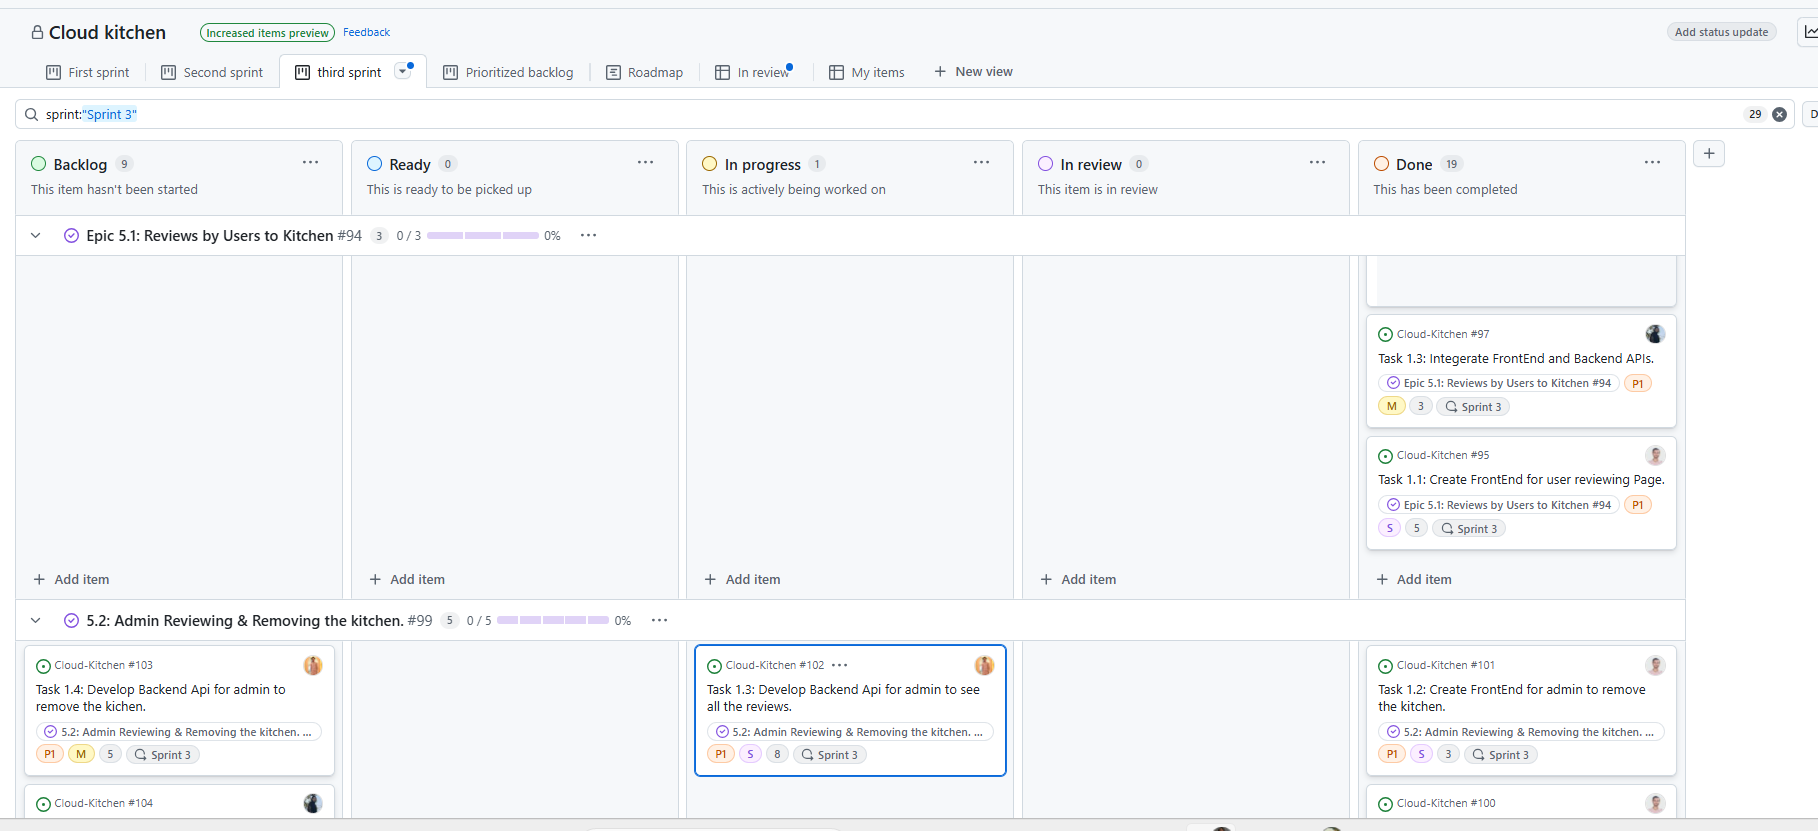 Cloud kitchen Increased items preview Feedback Add status update
First sprint Second sprint third sprint Prioritized backlog Roadmap In review My items + New view
sprint:"Sprint 3" 29 D
Backlog 9 Ready 0 In progress 1 In review 0 Done 19
This item hasn't been started This is ready to be picked up This is actively being worked on This item is in review This has been completed
Epic 5.1: Reviews by Users to Kitchen #94 3 0 / 3 0%
Cloud-Kitchen #97
Task 1.3: Integerate FrontEnd and Backend APIs.
Epic 5.1: Reviews by Users to Kitchen #94 P1
M 3 Sprint 3
Cloud-Kitchen #95
Task 1.1: Create FrontEnd for user reviewing Page.
Epic 5.1: Reviews by Users to Kitchen #94 P1
S 5 Sprint 3
+ Add item + Add item + Add item + Add item + Add item
5.2: Admin Reviewing & Removing the kitchen. #99 5 0 / 5 0%
Cloud-Kitchen #103
Task 1.4: Develop Backend Api for admin to
remove the kichen.
5.2: Admin Reviewing & Removing the kitchen. ...
P1 M 5 Sprint 3
Cloud-Kitchen #104
Cloud-Kitchen #102 ...
Task 1.3: Develop Backend Api for admin to see
all the reviews.
5.2: Admin Reviewing & Removing the kitchen. ...
P1 S 8 Sprint 3
Cloud-Kitchen #101
Task 1.2: Create FrontEnd for admin to remove
the kitchen.
5.2: Admin Reviewing & Removing the kitchen. ...
P1 S 3 Sprint 3
Cloud-Kitchen #100